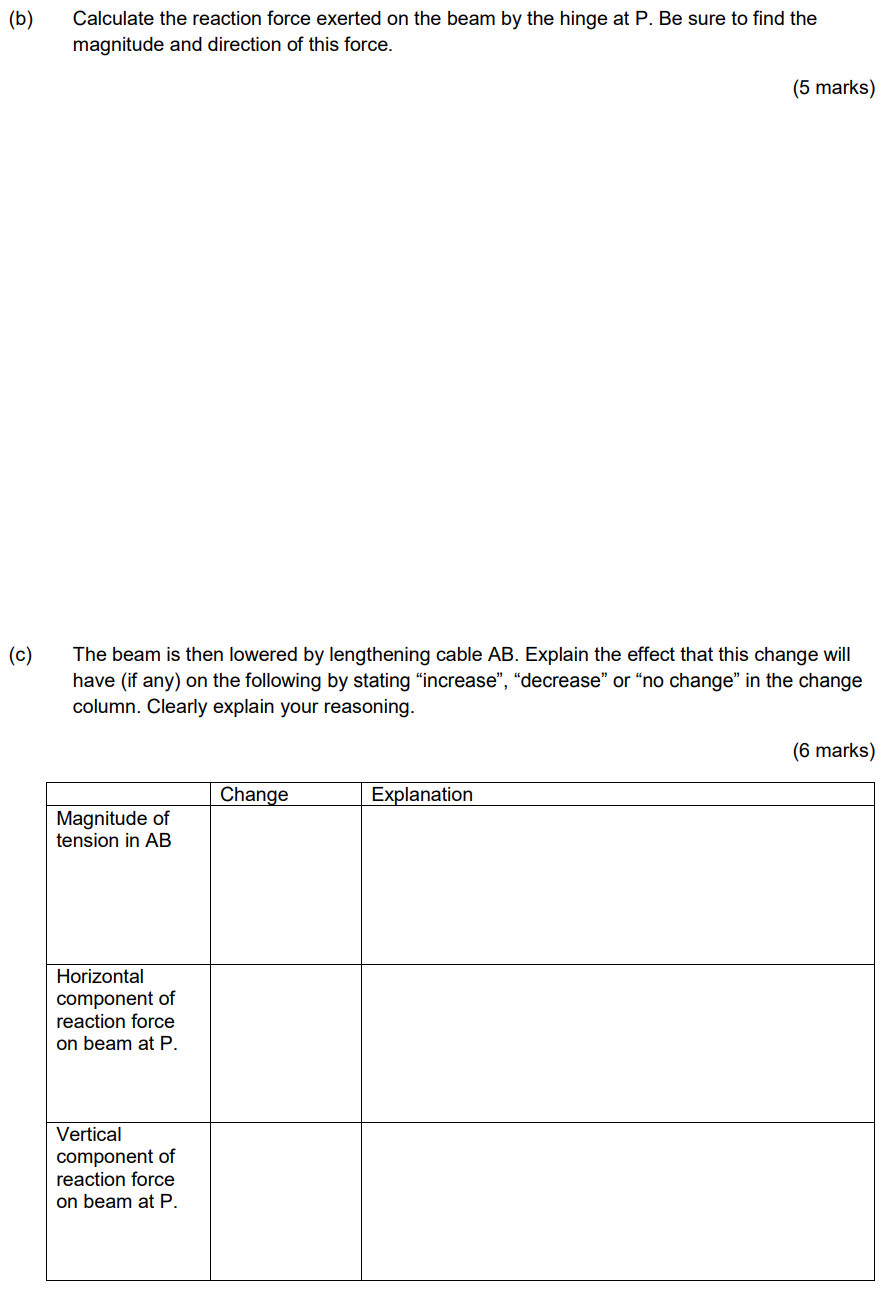 (b) Calculate the reaction force exerted on the beam by the hinge at P. Be sure to find the
magnitude and direction of this force.
(5 marks)
(c) The beam is then lowered by lengthening cable AB. Explain the effect that this change will
have (if any) on the following by stating “increase”, “decrease” or “no change” in the change
column. Clearly explain your reasoning.
(6 marks)
Change Explanation
Magnitude of
tension in AB
Horizontal
component of
reaction force
on beam at P.
Vertical
component of
reaction force
on beam at P.